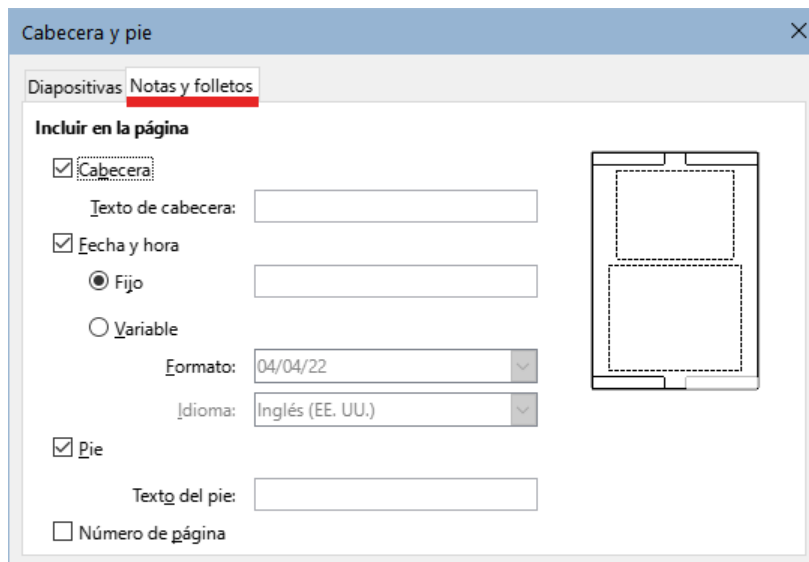 Cabecera y pie
Diapositivas Notas y folletos
Incluir en la página
Cabecera
Texto de cabecera:
Fecha y hora
Fijo
Variable
Formato: 04/04/22
Idioma: Inglés (EE. UU.)
Pie
Texto del pie:
Número de página